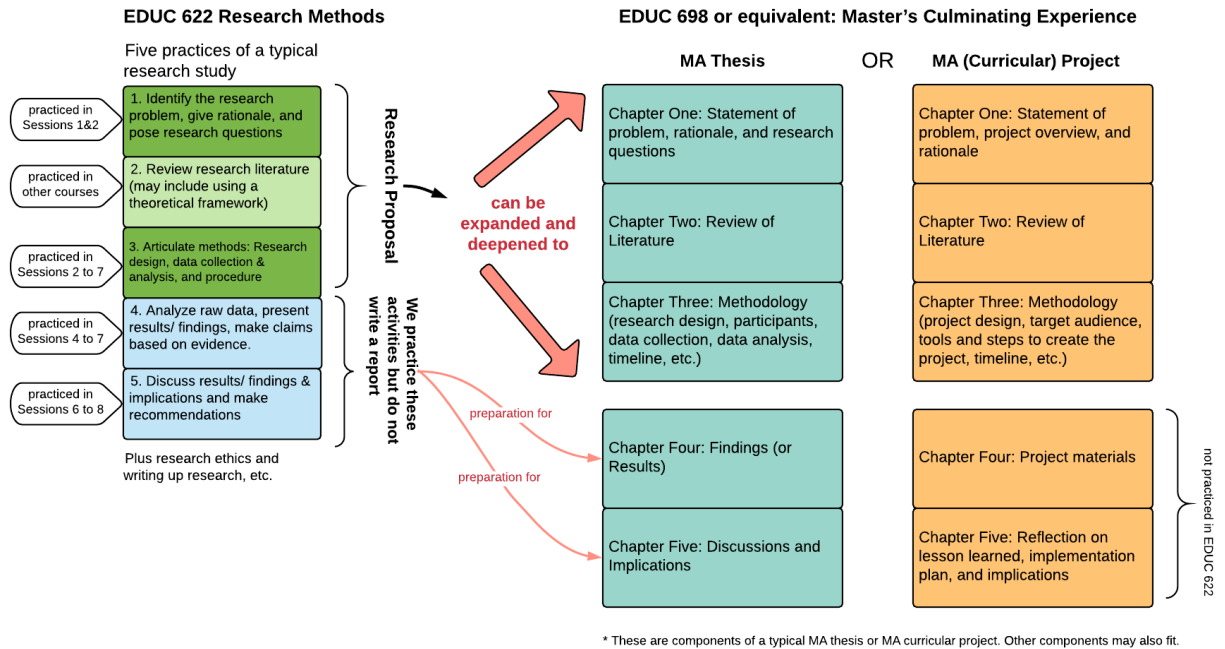 EDUC 622 Research Methods
EDUC 698 or equivalent: Master's Culminating Experience
Five practices of a typical
research study
practiced in
Sessions 1&2
1. Identify the research
problem, give rationale, and
pose research questions
practiced in
other courses
2. Review research literature
(may include using a
theoretical framework)
practiced in
Sessions 2 to 7
3. Articulate methods: Research
design, data collection &
analysis, and procedure
practiced in
Sessions 4 to 7
4. Analyze raw data, present
results/ findings, make claims
based on evidence.
practiced in
Sessions 6 to 8
5. Discuss results/ findings &
implications and make
recommendations
Plus research ethics and
writing up research, etc.
Research Proposal
We practice these
activities but do not
write a report
can be
expanded and
deepened to
preparation for
preparation for
MA Thesis
OR
MA (Curricular) Project
Chapter One: Statement of
problem, rationale, and research
questions
Chapter Two: Review of
Literature
Chapter Three: Methodology
(research design, participants,
data collection, data analysis,
timeline, etc.)
Chapter Four: Findings (or
Results)
Chapter Five: Discussions and
Implications
Chapter One: Statement of
problem, project overview, and
rationale
Chapter Two: Review of
Literature
Chapter Three: Methodology
(project design, target audience,
tools and steps to create the
project, timeline, etc.)
Chapter Four: Project materials
Chapter Five: Reflection on
lesson learned, implementation
plan, and implications
not practiced in EDUC 622
* These are components of a typical MA thesis or MA curricular project. Other components may also fit.